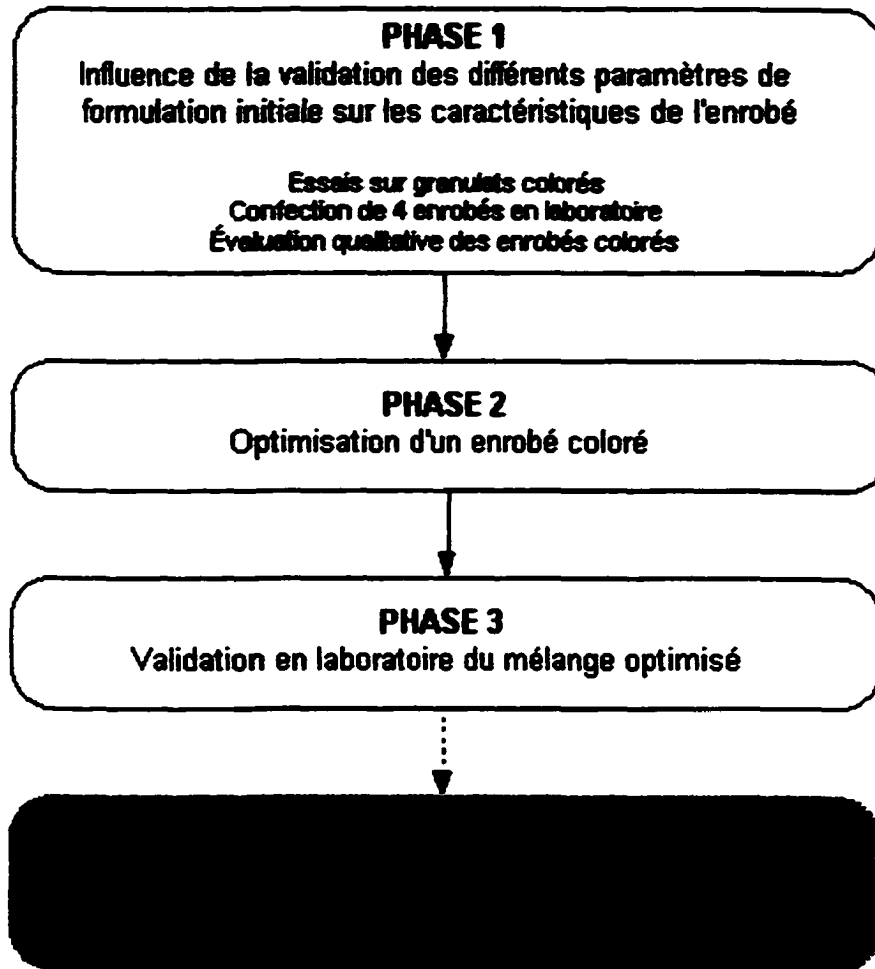 PHASE 1
Influence de la validation des différents paramètres de
formulation initiale sur les caractéristiques de l'enrobé
Essais sur granulats colorés
Confection de 4 enrobés en laboratoire
Évaluation qualitative des enrobés colorés
PHASE 2
Optimisation d'un enrobé coloré
PHASE 3
Validation en laboratoire du mélange optimisé